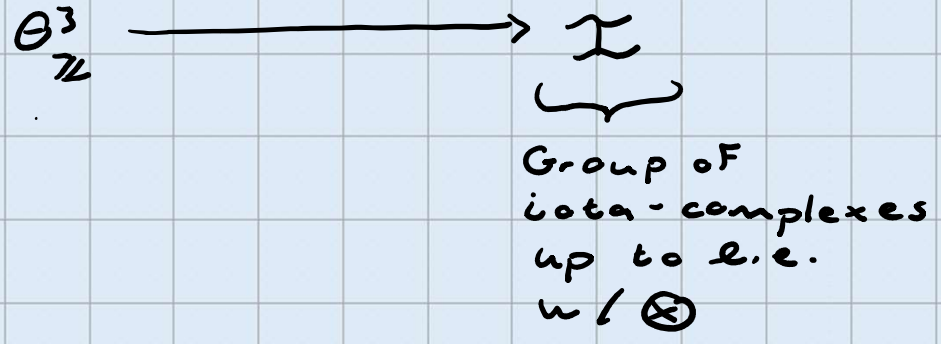 Θ³_ℤ → ℑ
Group of
iota-complexes
up to l.e.
w/ ⊗